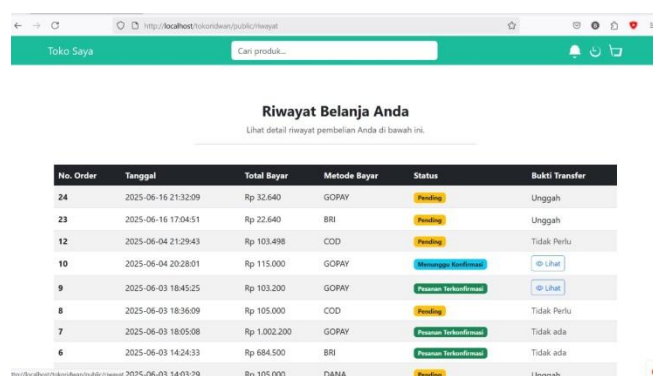 http://localhost/tokoridwan/public/riwayat
Toko Saya
Cari produk...
Riwayat Belanja Anda
Lihat detail riwayat pembelian Anda di bawah ini.
No. Order Tanggal Total Bayar Metode Bayar Status Bukti Transfer
24 2025-06-16 21:32:09 Rp 32.640 GOPAY Pending Unggah
23 2025-06-16 17:04:51 Rp 22.640 BRI Pending Unggah
12 2025-06-04 21:29:43 Rp 103.498 COD Pending Tidak Perlu
10 2025-06-04 20:28:01 Rp 115.000 GOPAY Menunggu Konfirmasi Lihat
9 2025-06-03 18:45:25 Rp 103.200 GOPAY Pesanan Terkonfirmasi Lihat
8 2025-06-03 18:36:09 Rp 105.000 COD Pending Tidak Perlu
7 2025-06-03 18:05:08 Rp 1.002.200 GOPAY Pesanan Terkonfirmasi Tidak ada
6 2025-06-03 14:24:33 Rp 684.500 BRI Pesanan Terkonfirmasi Tidak ada
2025-06-03 14:03:29 Rp 105.000 DANA Pending Unggah